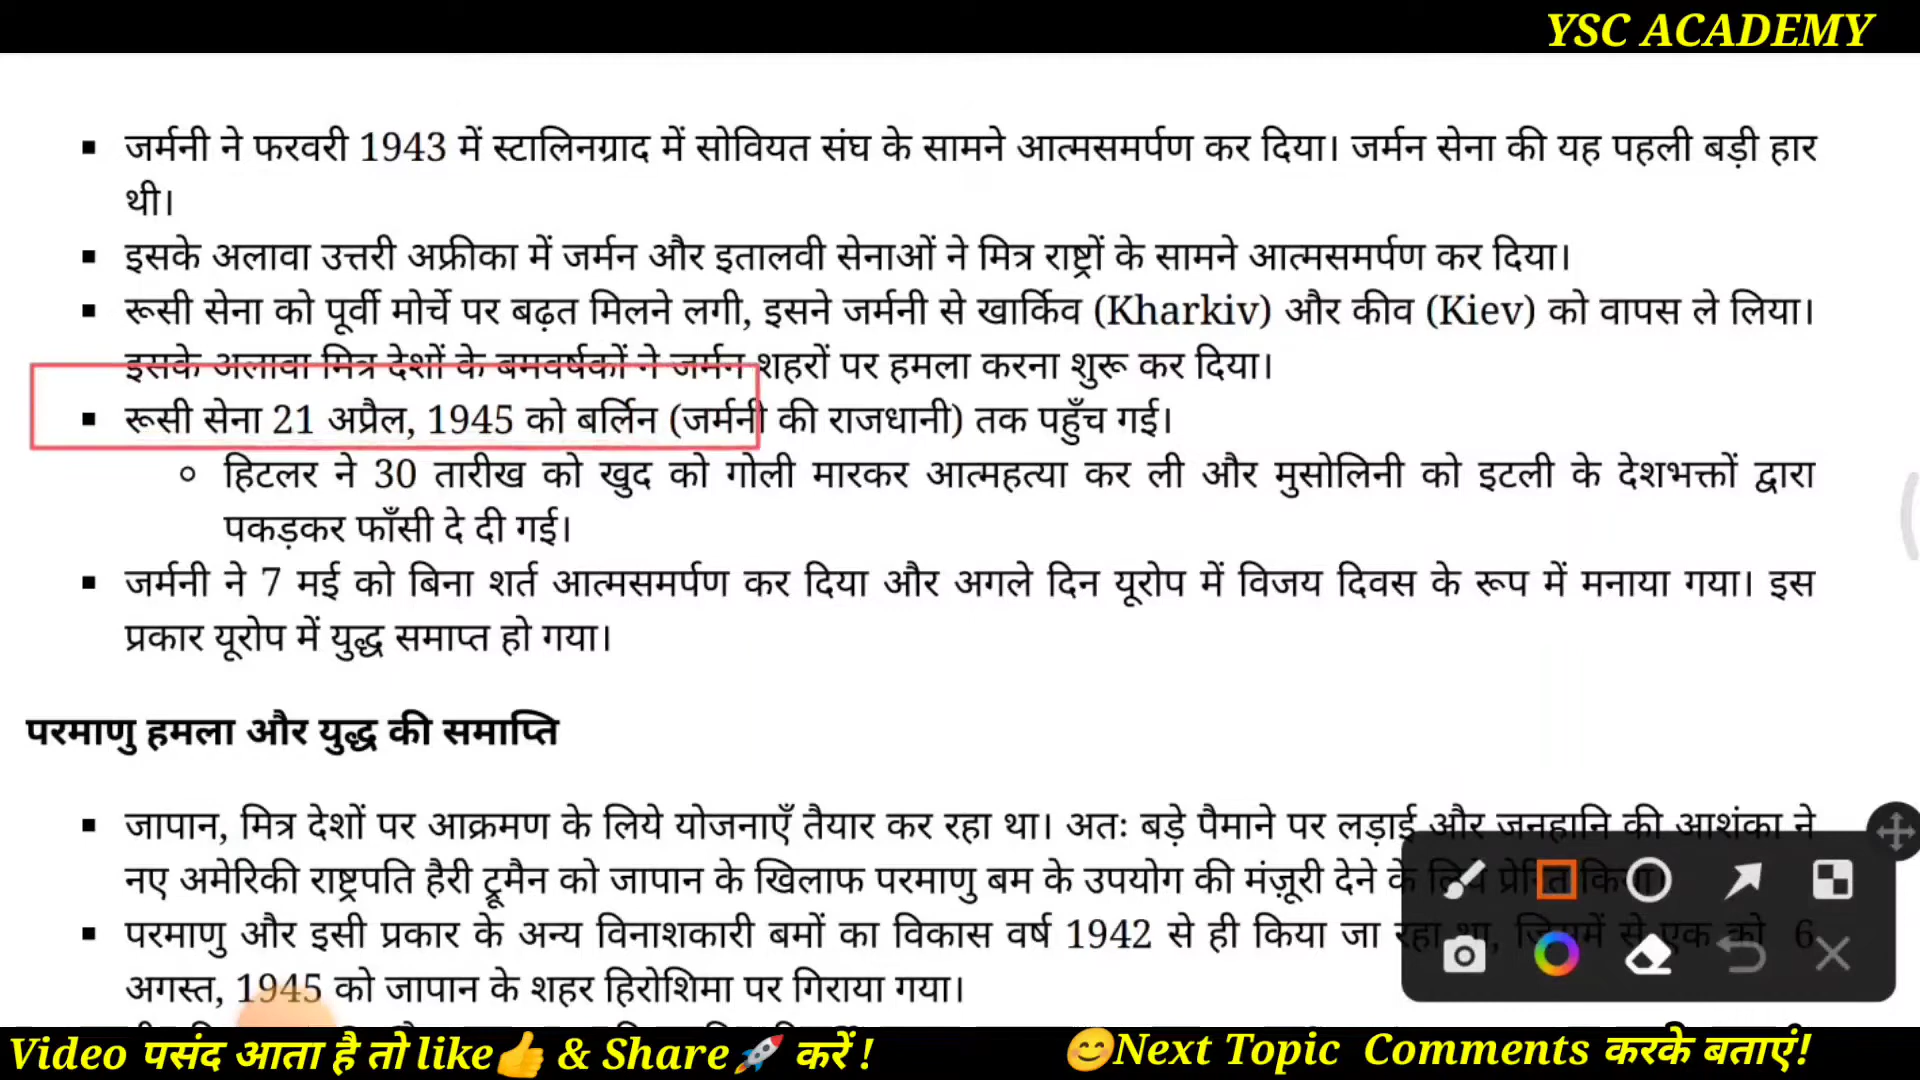 YSC ACADEMY
▪ जर्मनी ने फरवरी 1943 में स्टालिनग्राद में सोवियत संघ के सामने आत्मसमर्पण कर दिया। जर्मन सेना की यह पहली बड़ी हार
थी।
▪ इसके अलावा उत्तरी अफ्रीका में जर्मन और इतालवी सेनाओं ने मित्र राष्ट्रों के सामने आत्मसमर्पण कर दिया।
▪ रूसी सेना को पूर्वी मोर्चे पर बढ़त मिलने लगी, इसने जर्मनी से खार्किव (Kharkiv) और कीव (Kiev) को वापस ले लिया।
इसके अलावा मित्र देशों के बमवर्षकों ने जर्मन शहरों पर हमला करना शुरू कर दिया।
▪ रूसी सेना 21 अप्रैल, 1945 को बर्लिन (जर्मनी की राजधानी) तक पहुँच गई।
○ हिटलर ने 30 तारीख को खुद को गोली मारकर आत्महत्या कर ली और मुसोलिनी को इटली के देशभक्तों द्वारा
पकड़कर फाँसी दे दी गई।
▪ जर्मनी ने 7 मई को बिना शर्त आत्मसमर्पण कर दिया और अगले दिन यूरोप में विजय दिवस के रूप में मनाया गया। इस
प्रकार यूरोप में युद्ध समाप्त हो गया।
परमाणु हमला और युद्ध की समाप्ति
▪ जापान, मित्र देशों पर आक्रमण के लिये योजनाएँ तैयार कर रहा था। अतः बड़े पैमाने पर लड़ाई और जनहानि की आशंका ने
नए अमेरिकी राष्ट्रपति हैरी ट्रूमैन को जापान के खिलाफ परमाणु बम के उपयोग की मंज़ूरी देने के लिये प्रेरित किया।
▪ परमाणु और इसी प्रकार के अन्य विनाशकारी बमों का विकास वर्ष 1942 से ही किया जा रहा था, जिसमें से एक को 6
अगस्त, 1945 को जापान के शहर हिरोशिमा पर गिराया गया।
Video पसंद आता है तो like👍 & Share🚀 करें !
😊Next Topic Comments करके बताएं!